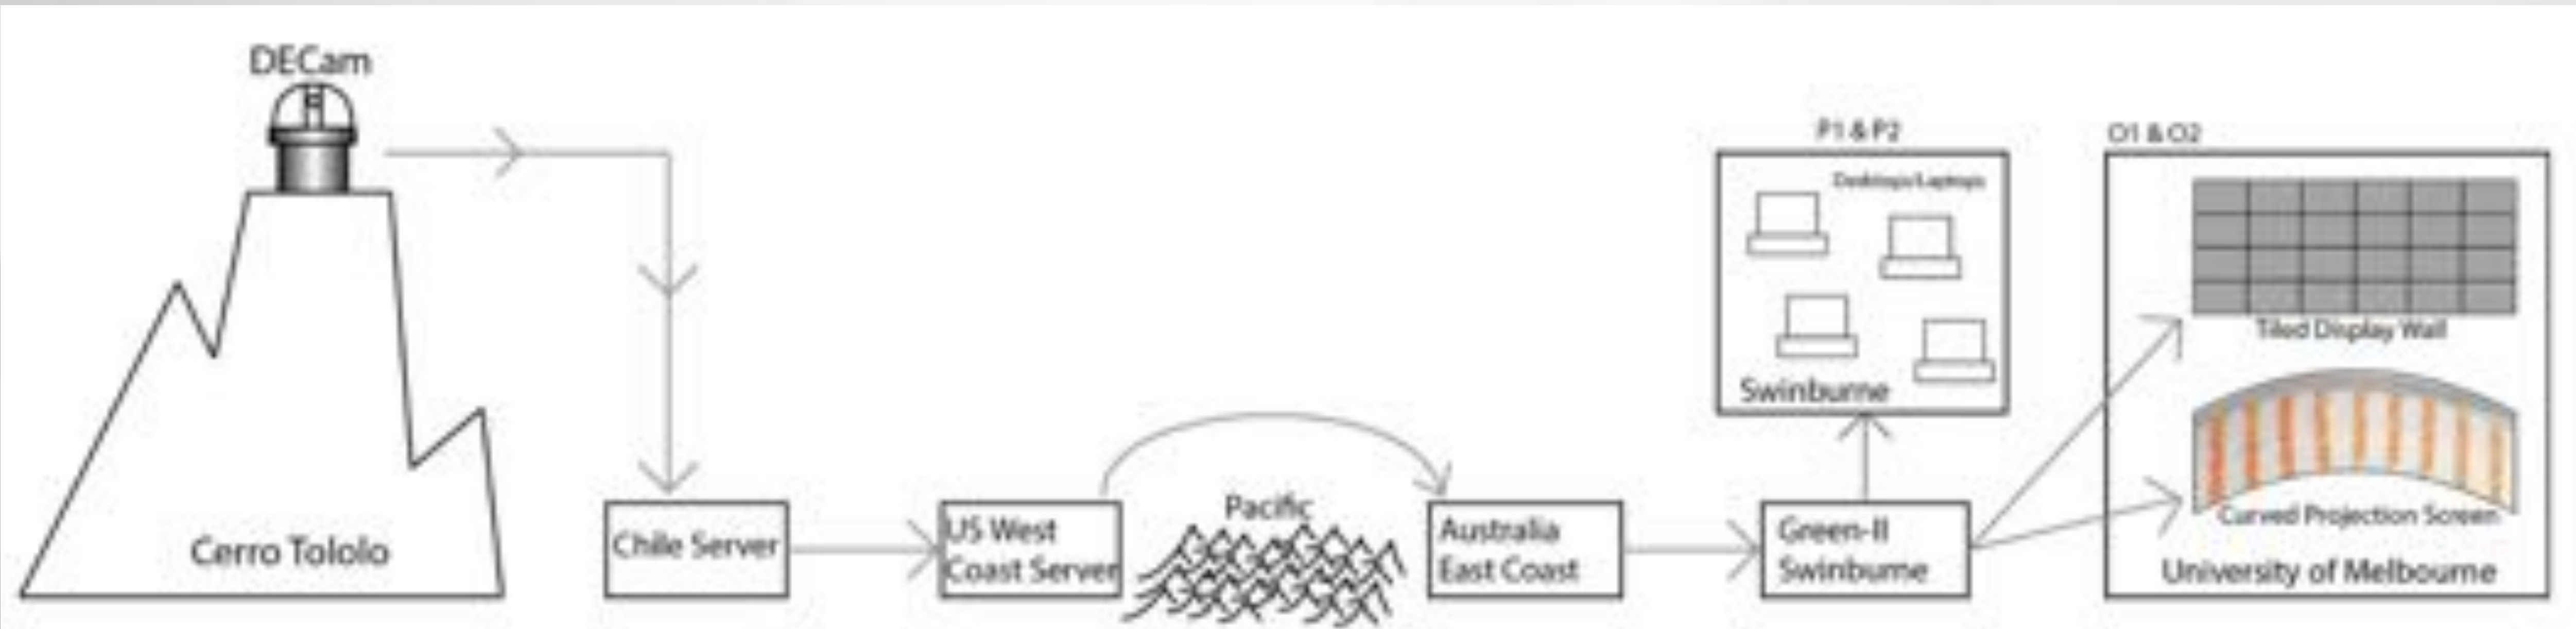 DECam
Cerro Tololo
Chile Server
US West
Coast Server
Pacific
Australia
East Coast
Green-II
Swinburne
P1 & P2
Desktops/Laptops
Swinburne
O1 & O2
Tiled Display Wall
Curved Projection Screen
University of Melbourne